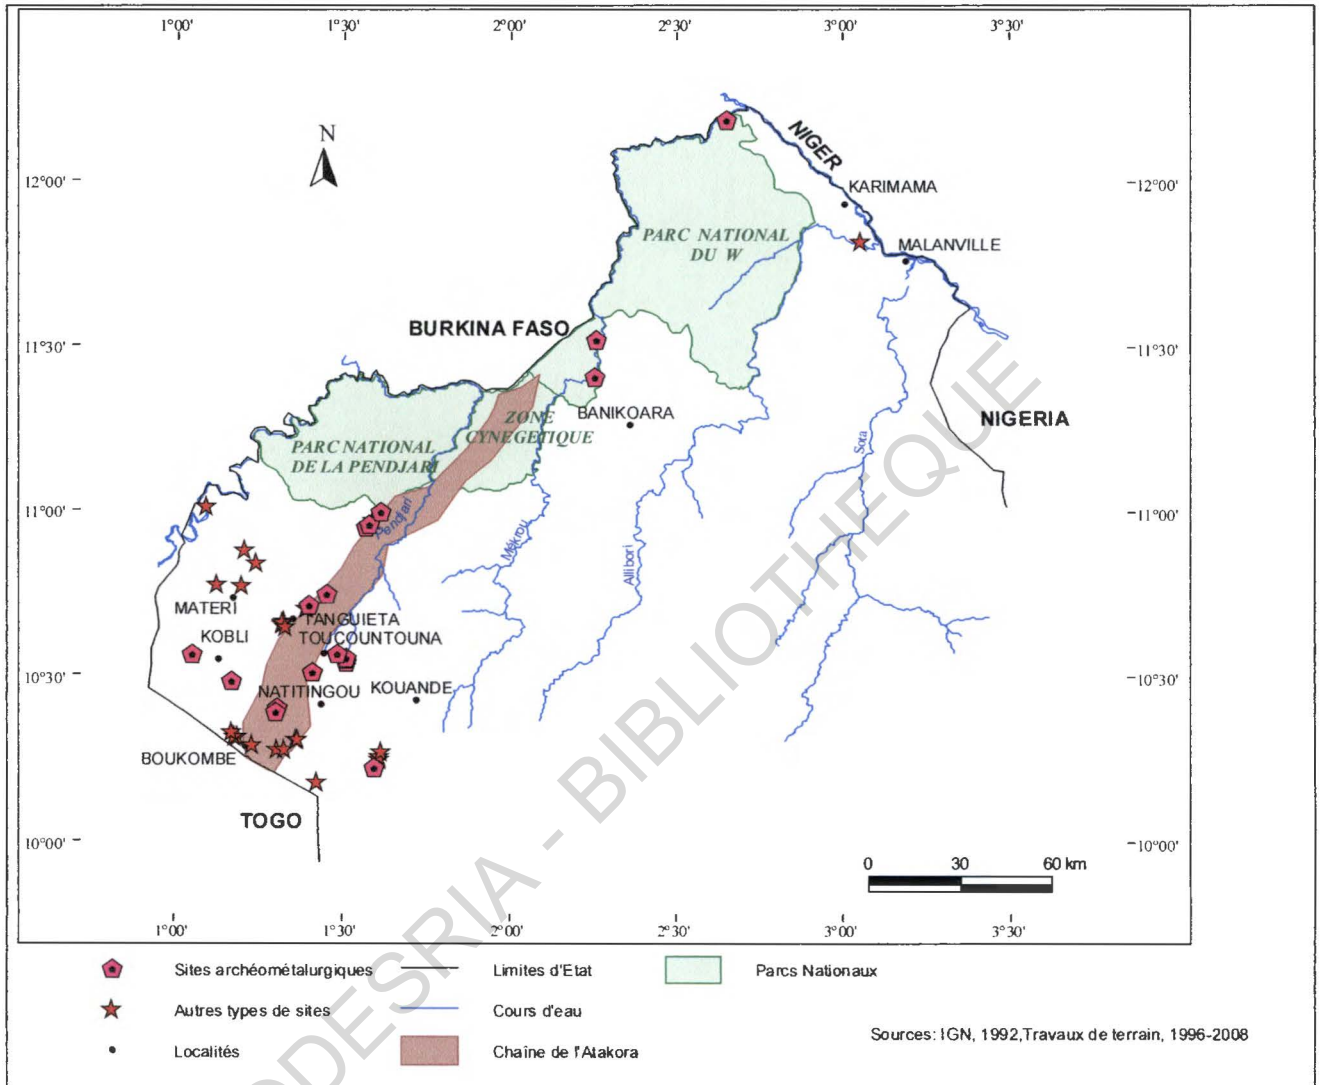 1°00'
1°30'
2°00'
2°30'
3°00'
3°30'
N
NIGER
12°00'
12°00'
KARIMAMA
PARC NATIONAL
DU W
MALANVILLE
BURKINA FASO
11°30'
11°30'
BANIKOARA
ZONE
CYNEGETIQUE
NIGERIA
PARC NATIONAL
DE LA PENDJARI
Sota
11°00'
11°00'
Pendjari
Mékrou
Alibori
MATERI
TANGUIETA
KOBLI
TOUCOUNTOUNA
10°30'
10°30'
NATITINGOU
KOUANDE
BOUKOMBE
TOGO
10°00'
10°00'
0
30
60 km
1°00'
1°30'
2°00'
2°30'
3°00'
3°30'
Sites archéométalurgiques
Limites d'Etat
Parcs Nationaux
Autres types de sites
Cours d'eau
Localités
Chaîne de l'Atakora
Sources: IGN, 1992,Travaux de terrain, 1996-2008
ODESRIA - BIBLIOTHEQUE